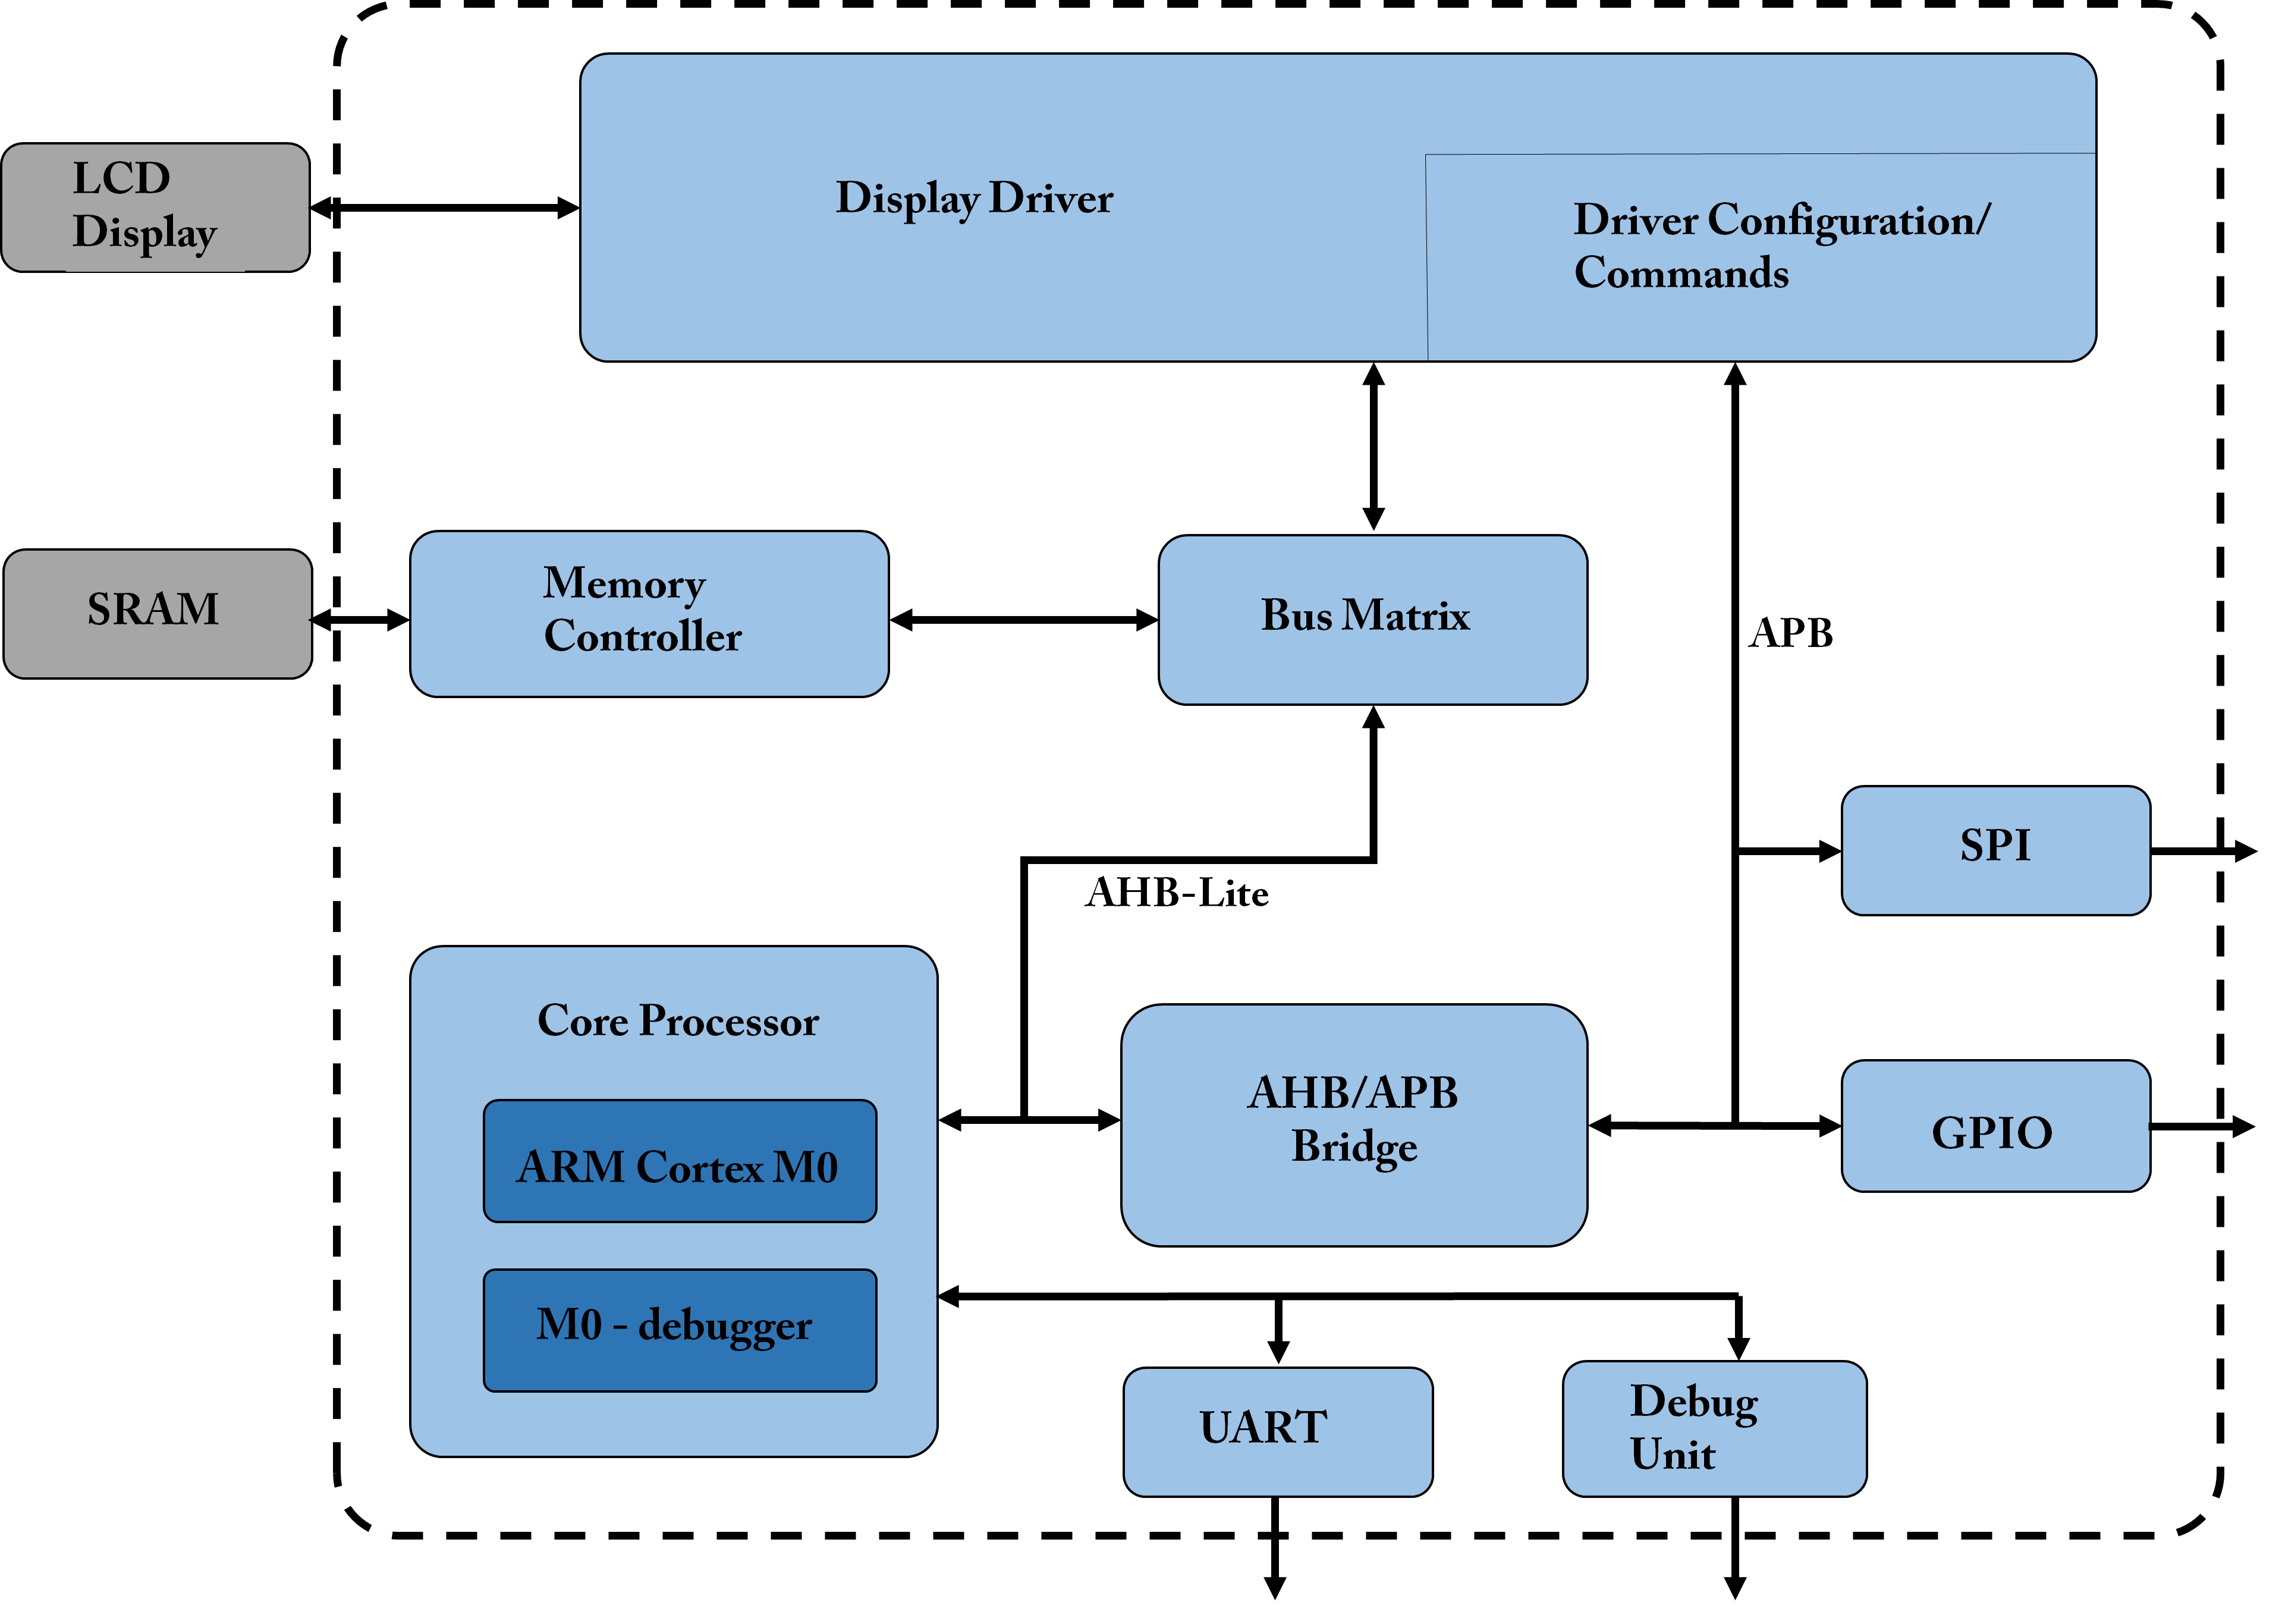 LCD
Display
Display Driver
Driver Configuration/
Commands
SRAM
Memory
Controller
Bus Matrix
APB
SPI
AHB-Lite
Core Processor
ARM Cortex M0
M0 - debugger
AHB/APB
Bridge
GPIO
UART
Debug
Unit